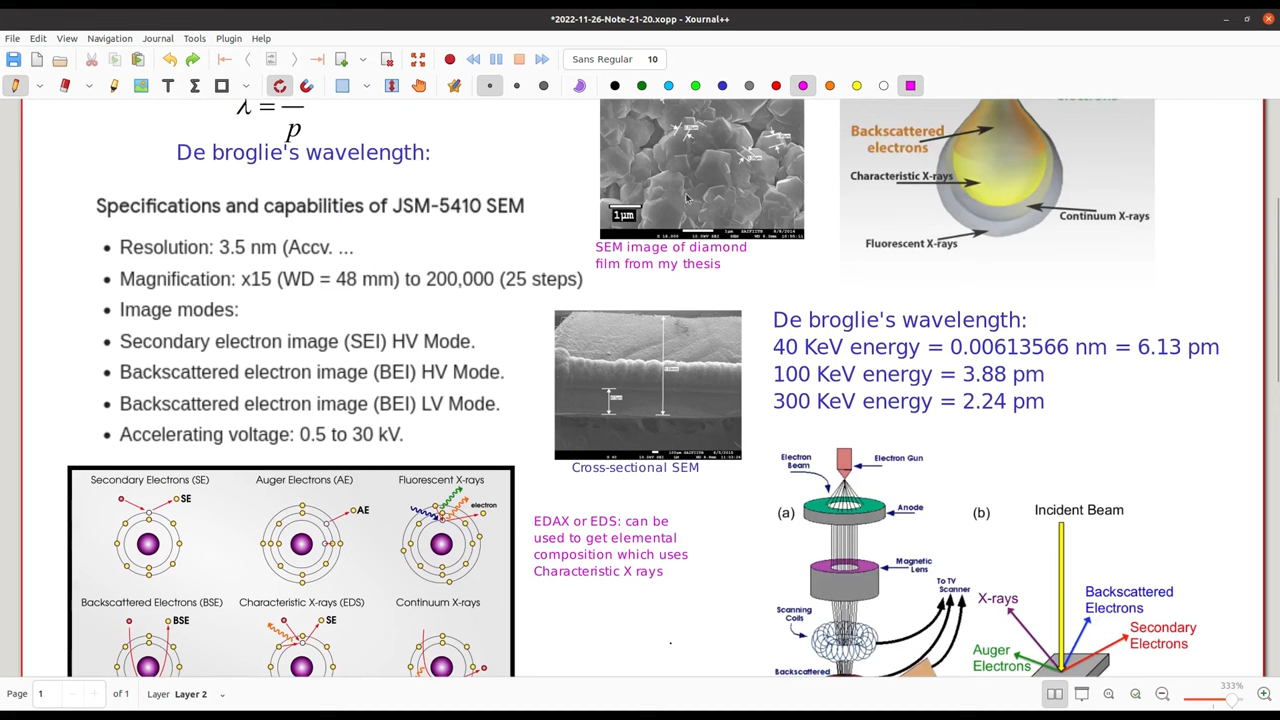 *2022-11-26-Note-21-20.xopp - Xournal++
File Edit View Navigation Journal Tools Plugin Help
Sans Regular 10
λ =
p
De broglie's wavelength:
Specifications and capabilities of JSM-5410 SEM
• Resolution: 3.5 nm (Accv. ...
• Magnification: x15 (WD = 48 mm) to 200,000 (25 steps)
• Image modes:
• Secondary electron image (SEI) HV Mode.
• Backscattered electron image (BEI) HV Mode.
• Backscattered electron image (BEI) LV Mode.
• Accelerating voltage: 0.5 to 30 kV.
1µm
SEM image of diamond
film from my thesis
electrons
Backscattered
electrons
Characteristic X-rays
Continuum X-rays
Fluorescent X-rays
Cross-sectional SEM
De broglie's wavelength:
40 KeV energy = 0.00613566 nm = 6.13 pm
100 KeV energy = 3.88 pm
300 KeV energy = 2.24 pm
Secondary Electrons (SE)
SE
Auger Electrons (AE)
AE
Fluorescent X-rays
electron
Backscattered Electrons (BSE)
BSE
Characteristic X-rays (EDS)
SE
Continuum X-rays
EDAX or EDS: can be
used to get elemental
composition which uses
Characteristic X rays
(a)
Electron
Beam
Electron Gun
Anode
Magnetic
Lens
To TV
Scanner
Scanning
Coils
Backscattered
(b)
Incident Beam
X-rays
Backscattered
Electrons
Secondary
Electrons
Auger
Electrons
Page 1 of 1 Layer Layer 2
333%